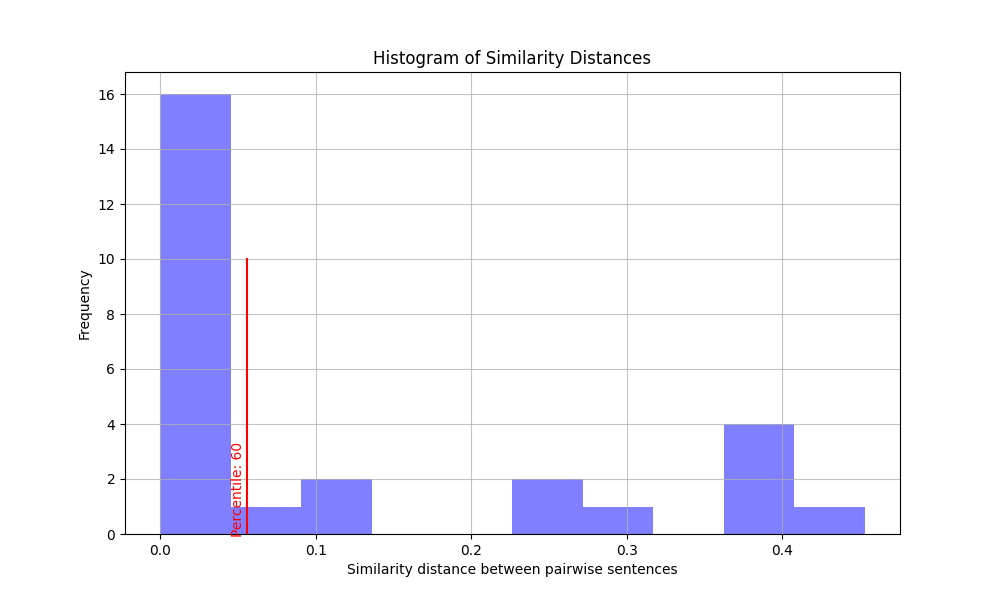 Histogram of Similarity Distances
Frequency
16
14
12
10
8
6
4
2
0
Percentile: 60
0.0 0.1 0.2 0.3 0.4
Similarity distance between pairwise sentences